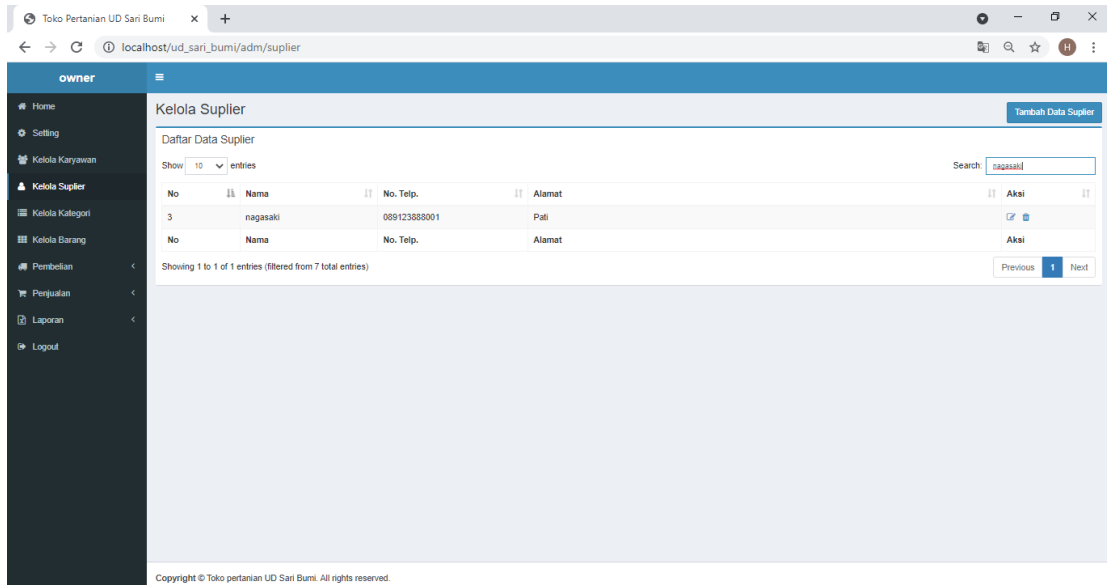 Toko Pertanian UD Sari Bumi
localhost/ud_sari_bumi/adm/suplier
H
owner
Home
Setting
Kelola Karyawan
Kelola Suplier
Kelola Kategori
Kelola Barang
Pembelian
Penjualan
Laporan
Logout
Kelola Suplier
Tambah Data Suplier
Daftar Data Suplier
Show 10 entries
Search: nagasaki
No Nama No. Telp. Alamat Aksi
3 nagasaki 089123888001 Pati
No Nama No. Telp. Alamat Aksi
Showing 1 to 1 of 1 entries (filtered from 7 total entries)
Previous 1 Next
Copyright © Toko pertanian UD Sari Bumi. All rights reserved.